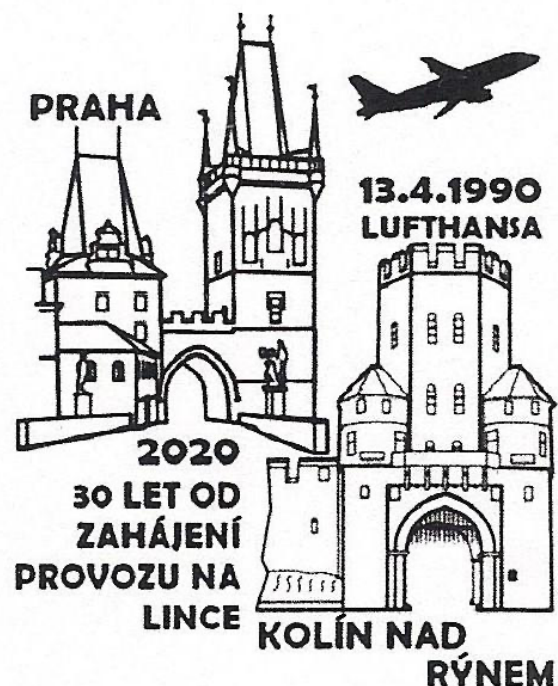 PRAHA
13.4.1990
LUFTHANSA
2020
30 LET OD
ZAHÁJENÍ
PROVOZU NA
LINCE
KOLÍN NAD
RÝNEM